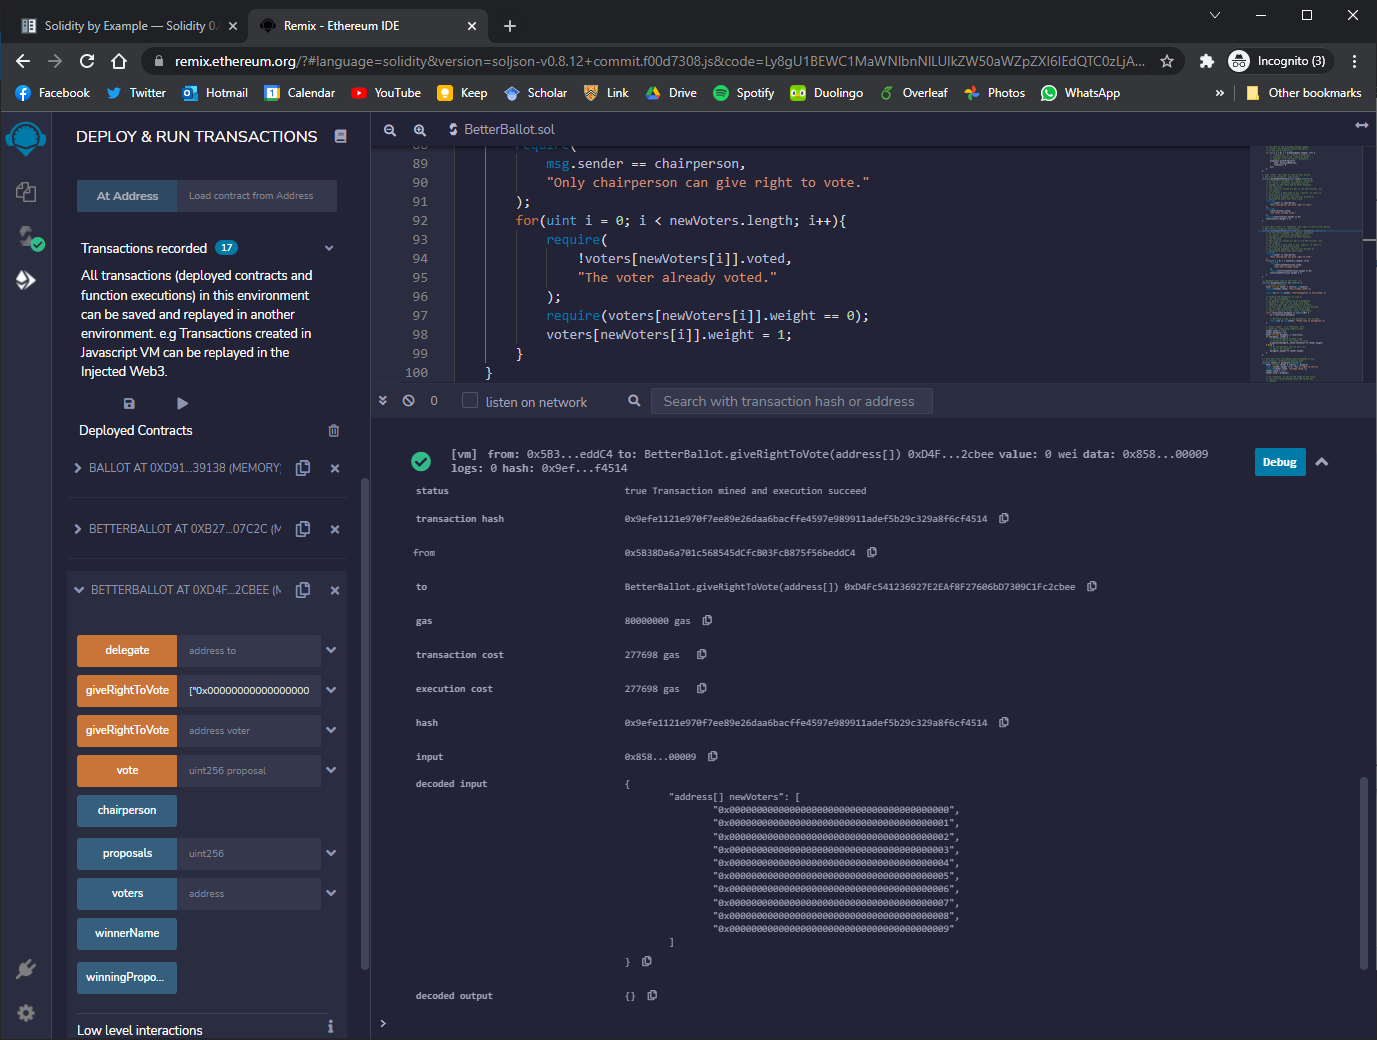 Solidity by Example — Solidity 0.
Remix - Ethereum IDE
remix.ethereum.org/?#language=solidity&version=soljson-v0.8.12+commit.f00d7308.js&code=Ly8gU1BEWC1MaWNlbnNlLUlkZW50aWZpZXI6IEdQTC0zLjA...
Incognito (3)
Facebook
Twitter
Hotmail
Calendar
YouTube
Keep
Scholar
Link
Drive
Spotify
Duolingo
Overleaf
Photos
WhatsApp
»
Other bookmarks
DEPLOY & RUN TRANSACTIONS
At Address
Load contract from Address
Transactions recorded 17
All transactions (deployed contracts and
function executions) in this environment
can be saved and replayed in another
environment. e.g Transactions created in
Javascript VM can be replayed in the
Injected Web3.
Deployed Contracts
BALLOT AT 0XD91...39138 (MEMORY)
BETTERBALLOT AT 0XB27...07C2C (M
BETTERBALLOT AT 0XD4F...2CBEE (M
delegate
address to
giveRightToVote
["0x00000000000000000
giveRightToVote
address voter
vote
uint256 proposal
chairperson
proposals
uint256
voters
address
winnerName
winningPropo...
Low level interactions
BetterBallot.sol
88 require(
89 msg.sender == chairperson,
90 "Only chairperson can give right to vote."
91 );
92 for(uint i = 0; i < newVoters.length; i++){
93 require(
94 !voters[newVoters[i]].voted,
95 "The voter already voted."
96 );
97 require(voters[newVoters[i]].weight == 0);
98 voters[newVoters[i]].weight = 1;
99 }
100 }
0
listen on network
Search with transaction hash or address
[vm] from: 0x5B3...eddC4 to: BetterBallot.giveRightToVote(address[]) 0xD4F...2cbee value: 0 wei data: 0x858...00009
logs: 0 hash: 0x9ef...f4514
Debug
status true Transaction mined and execution succeed
transaction hash 0x9efe1121e970f7ee89e26daa6bacffe4597e989911adef5b29c329a8f6cf4514
from 0x5B38Da6a701c568545dCfcB03FcB875f56beddC4
to BetterBallot.giveRightToVote(address[]) 0xD4Fc541236927E2EAf8F27606bD7309C1Fc2cbee
gas 80000000 gas
transaction cost 277698 gas
execution cost 277698 gas
hash 0x9efe1121e970f7ee89e26daa6bacffe4597e989911adef5b29c329a8f6cf4514
input 0x858...00009
decoded input {
"address[] newVoters": [
"0x0000000000000000000000000000000000000000",
"0x0000000000000000000000000000000000000001",
"0x0000000000000000000000000000000000000002",
"0x0000000000000000000000000000000000000003",
"0x0000000000000000000000000000000000000004",
"0x0000000000000000000000000000000000000005",
"0x0000000000000000000000000000000000000006",
"0x0000000000000000000000000000000000000007",
"0x0000000000000000000000000000000000000008",
"0x0000000000000000000000000000000000000009"
]
}
decoded output {}
>